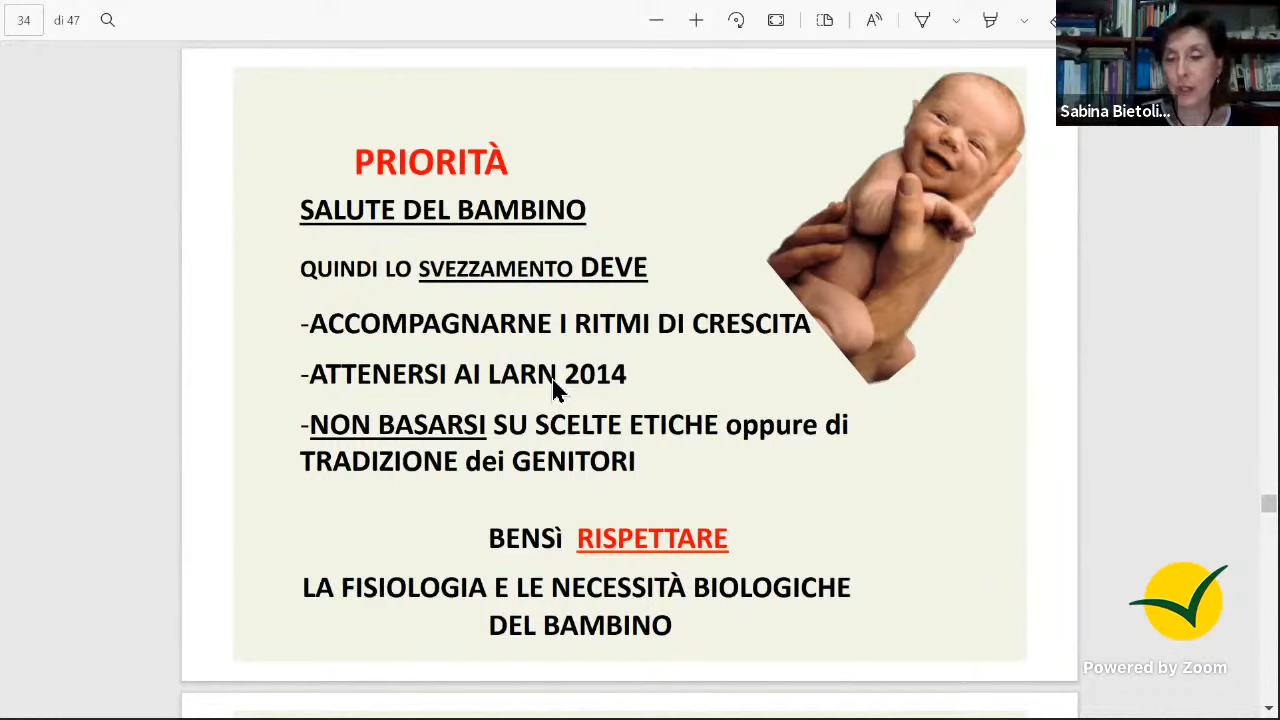 34 di 47
Sabina Bietoli...
PRIORITÀ
SALUTE DEL BAMBINO
QUINDI LO SVEZZAMENTO DEVE
-ACCOMPAGNARNE I RITMI DI CRESCITA
-ATTENERSI AI LARN 2014
-NON BASARSI SU SCELTE ETICHE oppure di
TRADIZIONE dei GENITORI
BENSì RISPETTARE
LA FISIOLOGIA E LE NECESSITÀ BIOLOGICHE
DEL BAMBINO
Powered by Zoom